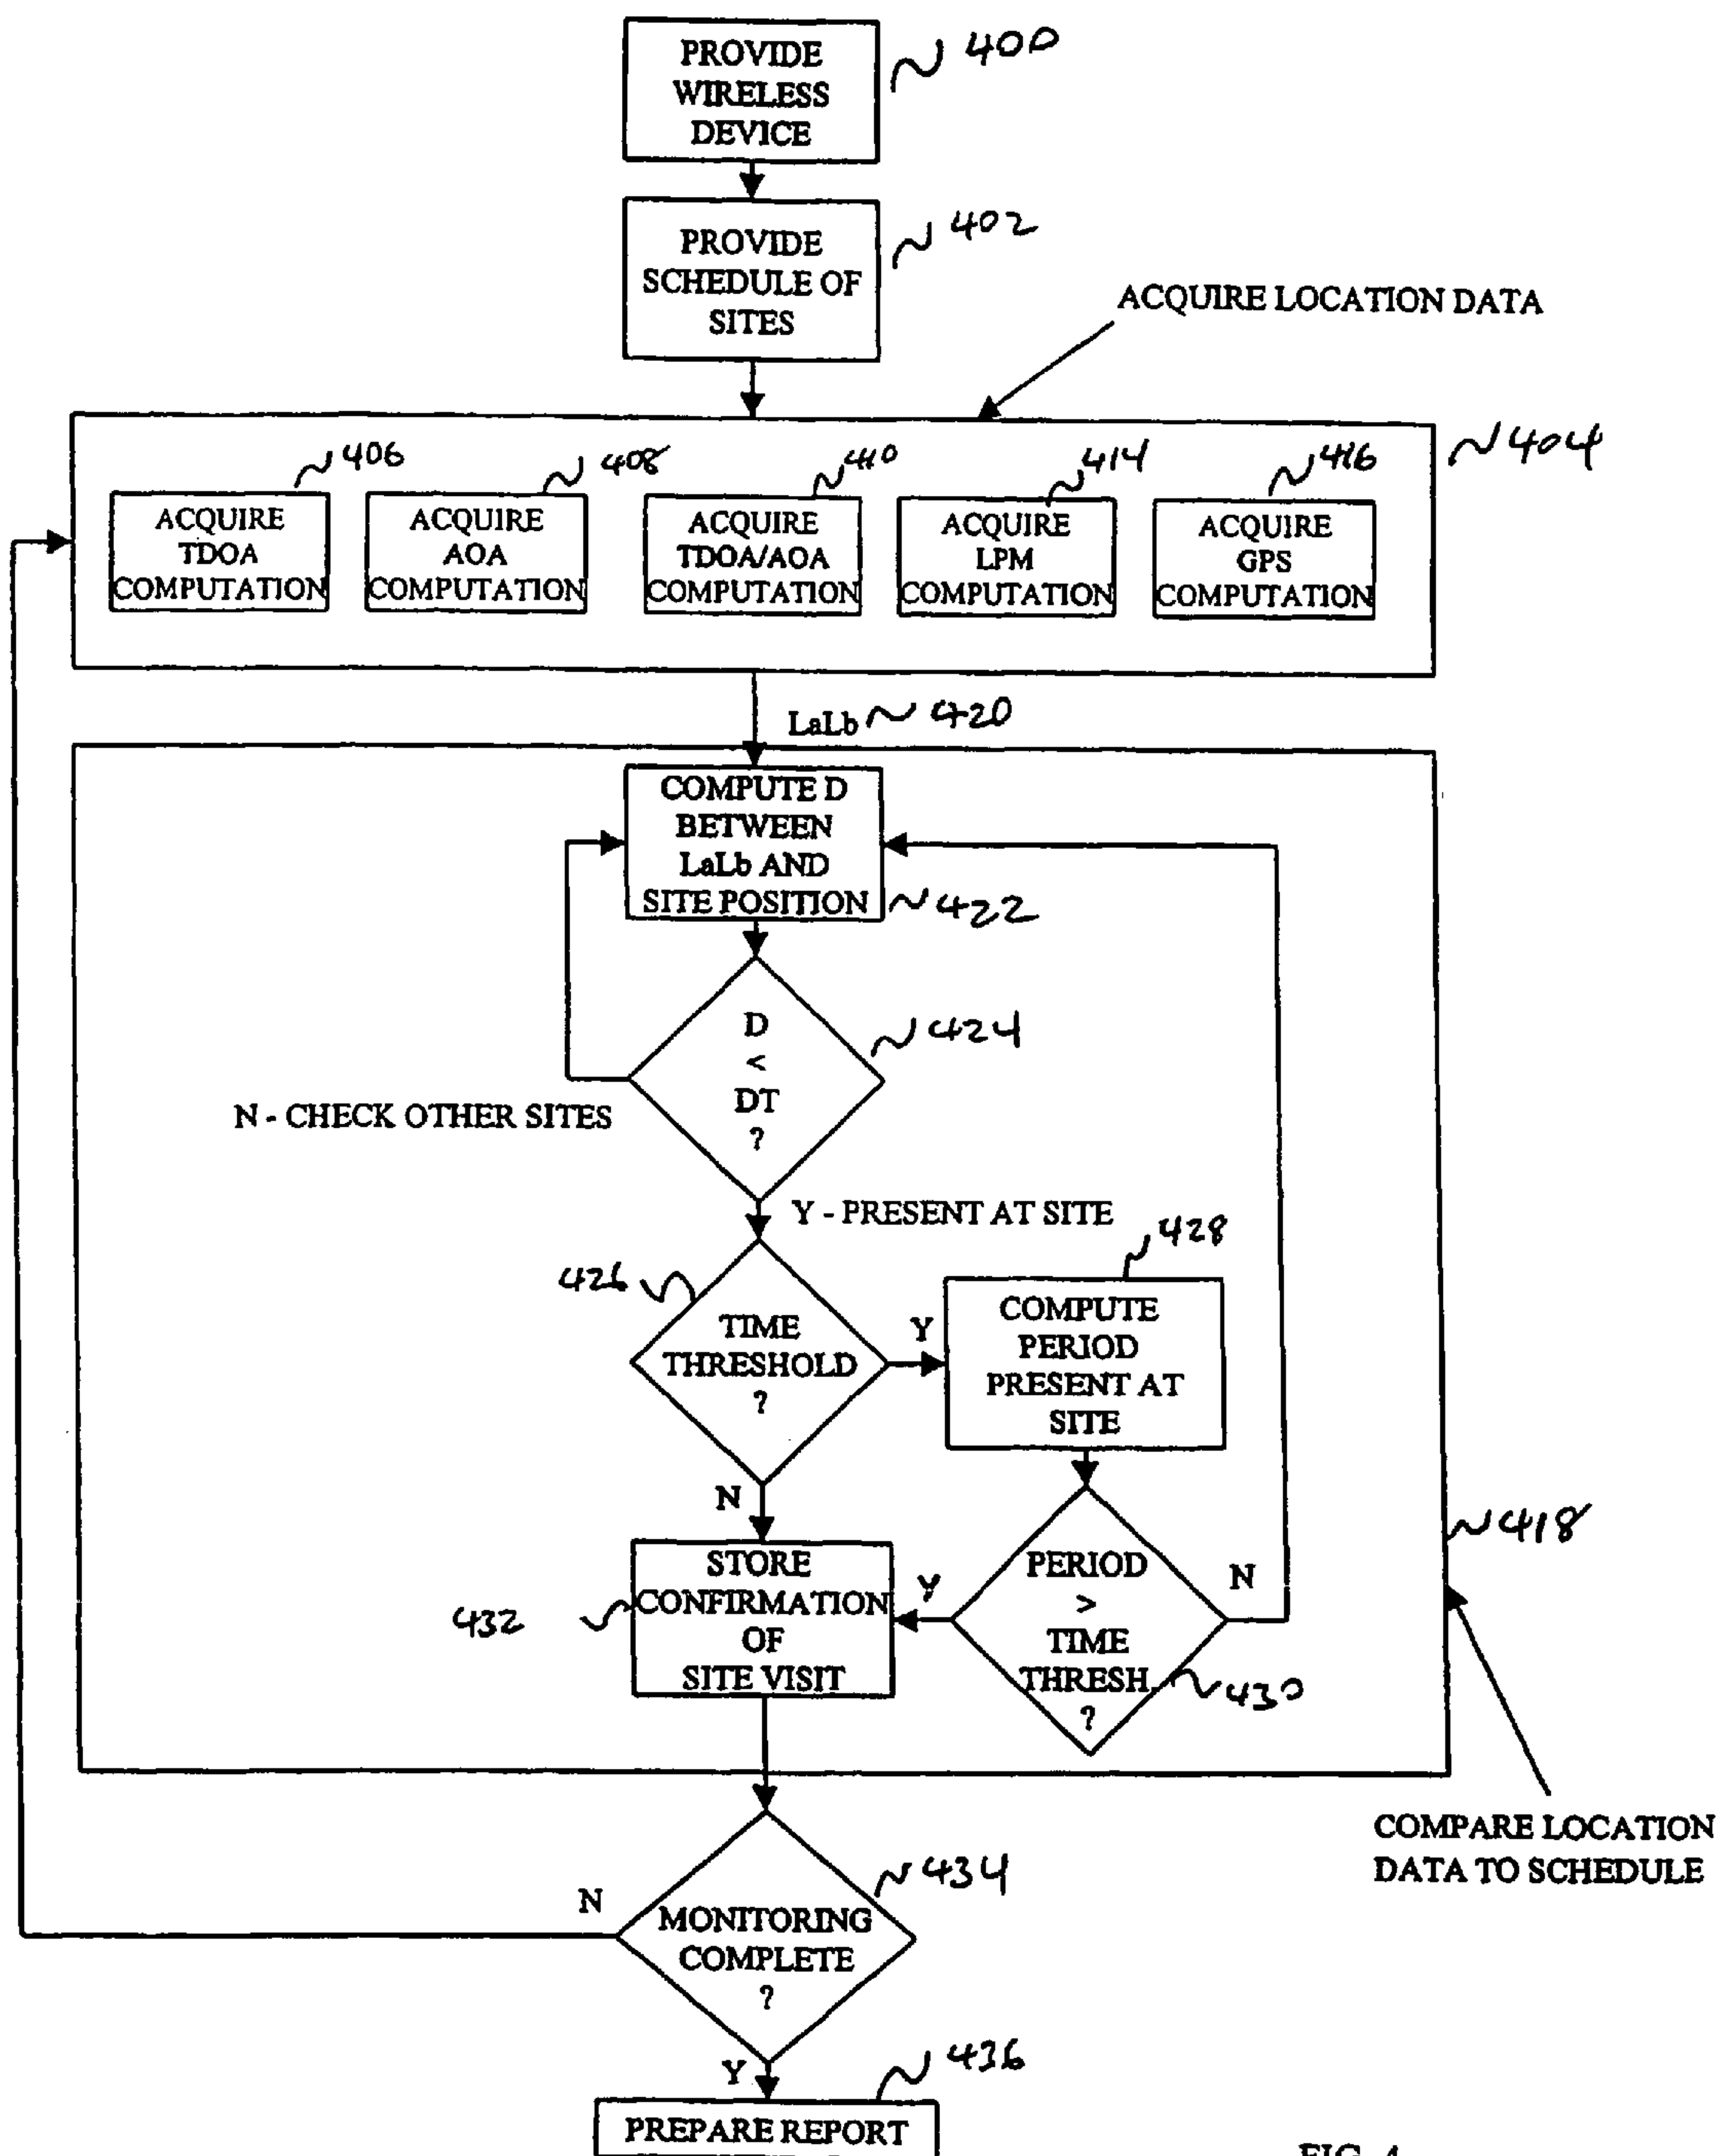 PROVIDE
WIRELESS
DEVICE
400
PROVIDE
SCHEDULE OF
SITES
402
ACQUIRE LOCATION DATA
404
406
408
410
414
416
ACQUIRE
TDOA
COMPUTATION
ACQUIRE
AOA
COMPUTATION
ACQUIRE
TDOA/AOA
COMPUTATION
ACQUIRE
LPM
COMPUTATION
ACQUIRE
GPS
COMPUTATION
LaLb 420
COMPUTE D
BETWEEN
LaLb AND
SITE POSITION
422
D
<
DT
?
424
N - CHECK OTHER SITES
Y - PRESENT AT SITE
426
TIME
THRESHOLD
?
Y
428
COMPUTE
PERIOD
PRESENT AT
SITE
N
STORE
CONFIRMATION
OF
SITE VISIT
432
Y
PERIOD
>
TIME
THRESH.
?
430
N
418
COMPARE LOCATION
DATA TO SCHEDULE
434
N
MONITORING
COMPLETE
?
Y
436
PREPARE REPORT
FIG. 4